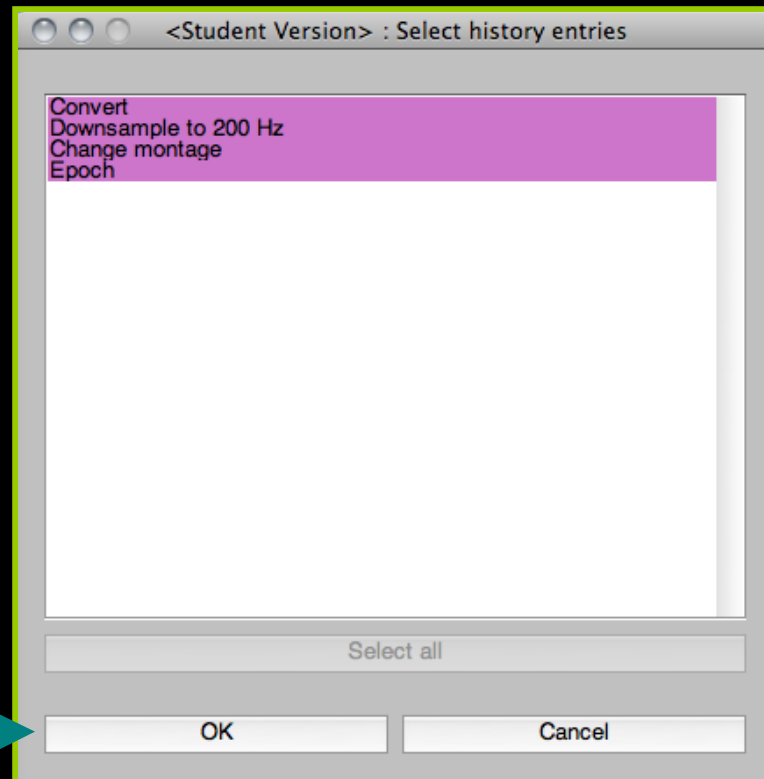 <Student Version> : Select history entries
Convert
Downsample to 200 Hz
Change montage
Epoch
Select all
OK Cancel